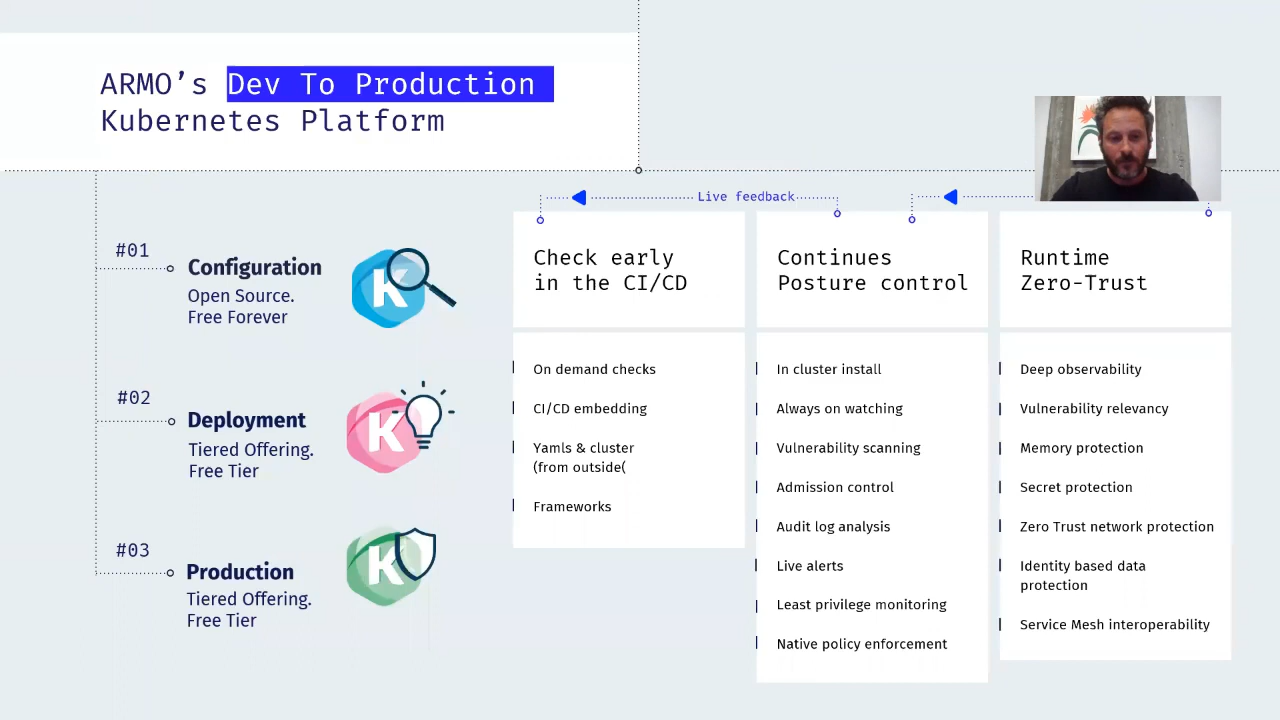 ARMO’s Dev To Production
Kubernetes Platform
#01
Configuration
Open Source.
Free Forever
K
#02
Deployment
Tiered Offering.
Free Tier
K
#03
Production
Tiered Offering.
Free Tier
K
Live feedback
Check early
in the CI/CD
On demand checks
CI/CD embedding
Yamls & cluster
(from outside(
Frameworks
Continues
Posture control
In cluster install
Always on watching
Vulnerability scanning
Admission control
Audit log analysis
Live alerts
Least privilege monitoring
Native policy enforcement
Runtime
Zero-Trust
Deep observability
Vulnerability relevancy
Memory protection
Secret protection
Zero Trust network protection
Identity based data
protection
Service Mesh interoperability